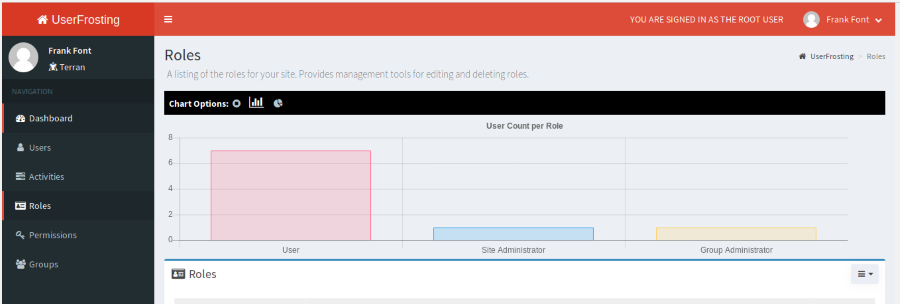 UserFrosting
YOU ARE SIGNED IN AS THE ROOT USER
Frank Font
Frank Font
Terran
NAVIGATION
Dashboard
Users
Activities
Roles
Permissions
Groups
Roles
UserFrosting
Roles
A listing of the roles for your site. Provides management tools for editing and deleting roles.
Chart Options:
User Count per Role
8
6
4
2
0
User
Site Administrator
Group Administrator
Roles